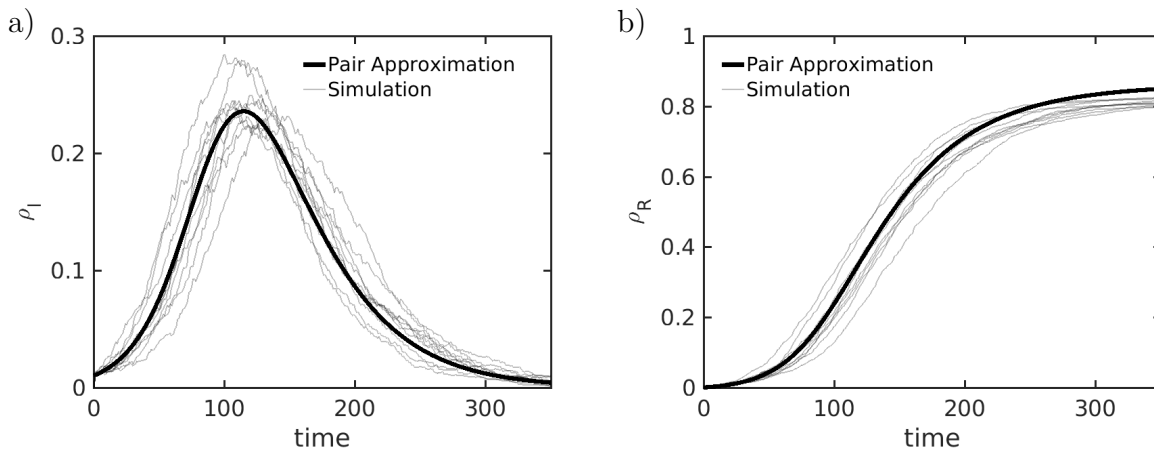 a)
0.3
0.2
0.1
0
ρI
Pair Approximation
Simulation
0 100 200 300
time
b)
1
0.8
0.6
0.4
0.2
0
ρR
Pair Approximation
Simulation
0 100 200 300
time